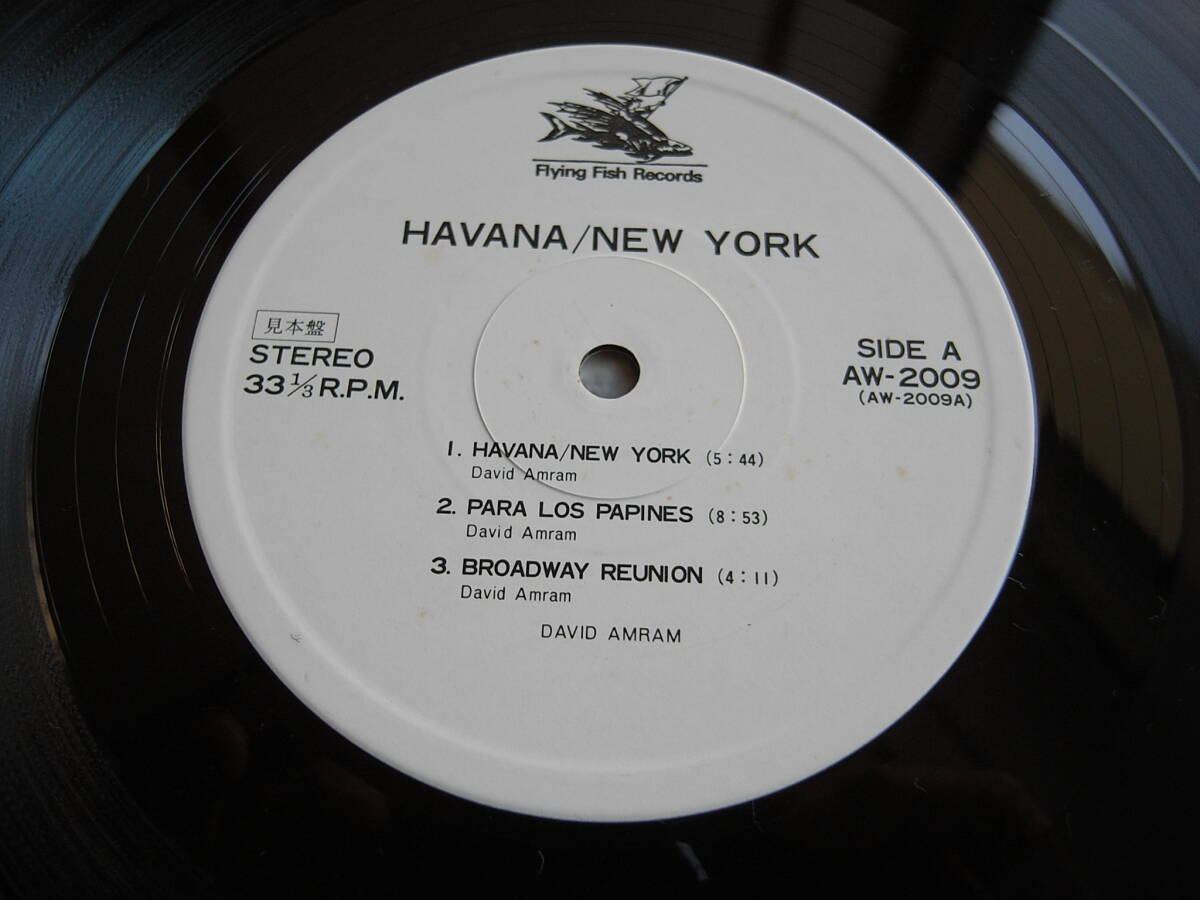 Flying Fish Records
HAVANA/NEW YORK
見本盤
STEREO
33 1/3 R.P.M.
SIDE A
AW-2009
(AW-2009A)
1. HAVANA/NEW YORK (5:44)
David Amram
2. PARA LOS PAPINES (8:53)
David Amram
3. BROADWAY REUNION (4:11)
David Amram
DAVID AMRAM